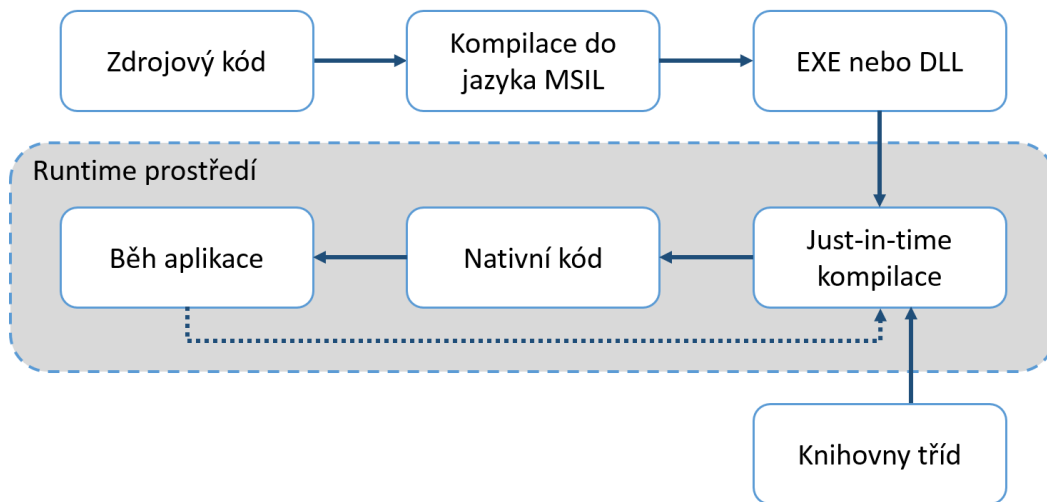 Zdrojový kód
Kompilace do
jazyka MSIL
EXE nebo DLL
Runtime prostředí
Běh aplikace
Nativní kód
Just-in-time
kompilace
Knihovny tříd